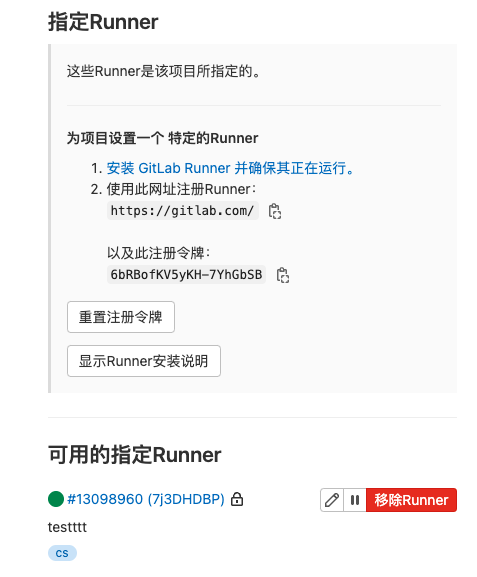 指定Runner
这些Runner是该项目所指定的。
为项目设置一个 特定的Runner
1. 安装 GitLab Runner 并确保其正在运行。
2. 使用此网址注册Runner：
https://gitlab.com/
以及此注册令牌：
6bRBofKV5yKH-7YhGbSB
重置注册令牌
显示Runner安装说明
可用的指定Runner
#13098960 (7j3DHDBP) 移除Runner
testttt
cs